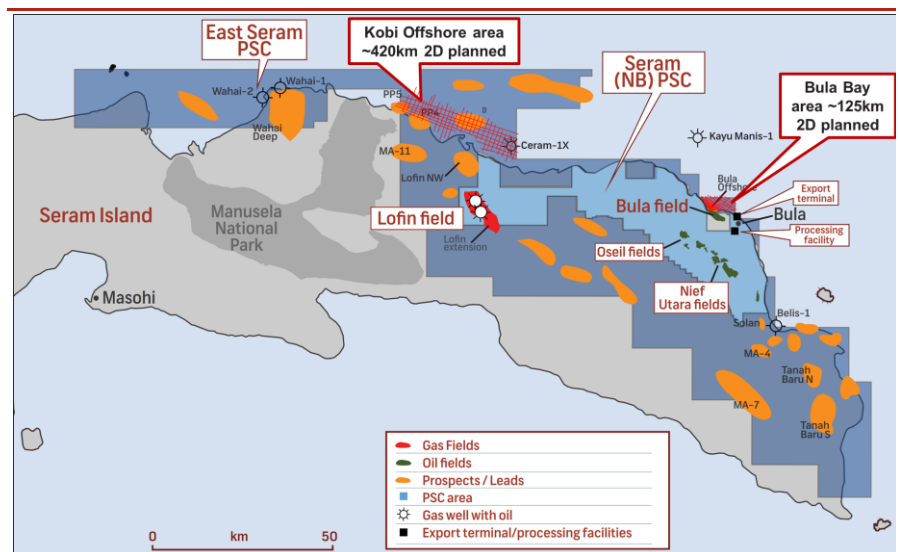 East Seram
PSC
Kobi Offshore area
~420km 2D planned
Seram
(NB) PSC
Bula Bay
area ~125km
2D planned
Wahai-2
Wahai-1
Wahai
Deep
PP5
PP4
MA-11
Lofin NW
Ceram-1X
Kayu Manis-1
Bula
Offshore
Export
terminal
Bula field
Bula
Processing
facility
Seram Island
Manusela
National
Park
Lofin field
Lofin
extension
Oseil fields
Nief
Utara fields
Masohi
Solan
Belis-1
MA-4
MA-7
Tanah
Baru N
Tanah
Baru S
Gas Fields
Oil fields
Prospects / Leads
PSC area
Gas well with oil
Export terminal/processing facilities
0 km 50